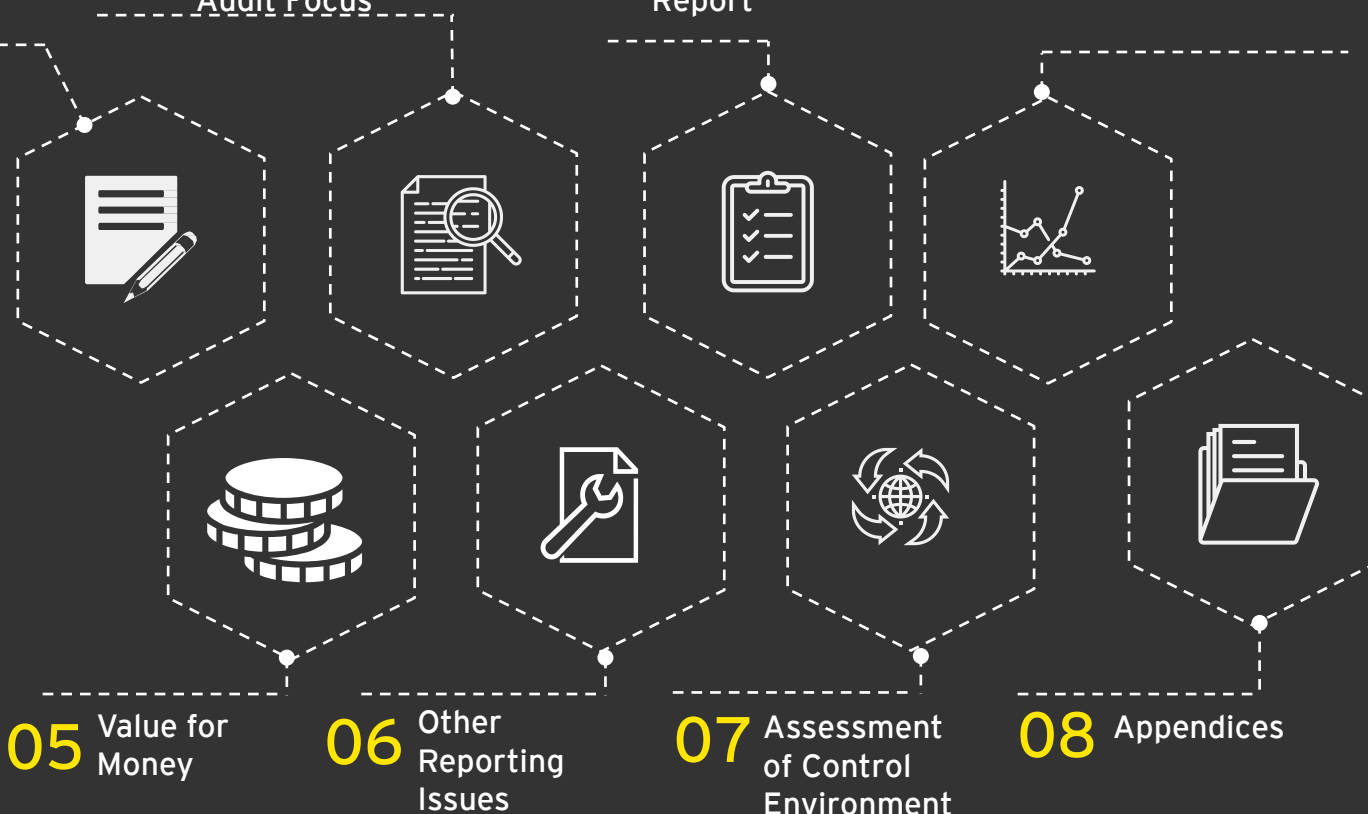 Audit Focus
Report
05 Value for
Money
06 Other
Reporting
Issues
07 Assessment
of Control
Environment
08 Appendices